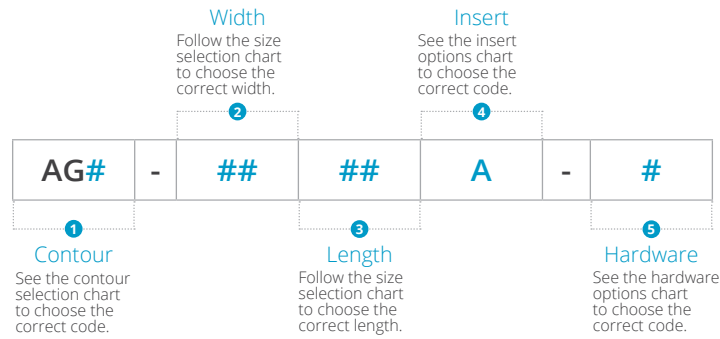 Width
Follow the size
selection chart
to choose the
correct width.
2
Insert
See the insert
options chart
to choose the
correct code.
4
AG# - ## ## A - #
1
Contour
See the contour
selection chart
to choose the
correct code.
3
Length
Follow the size
selection chart
to choose the
correct length.
5
Hardware
See the hardware
options chart
to choose the
correct code.